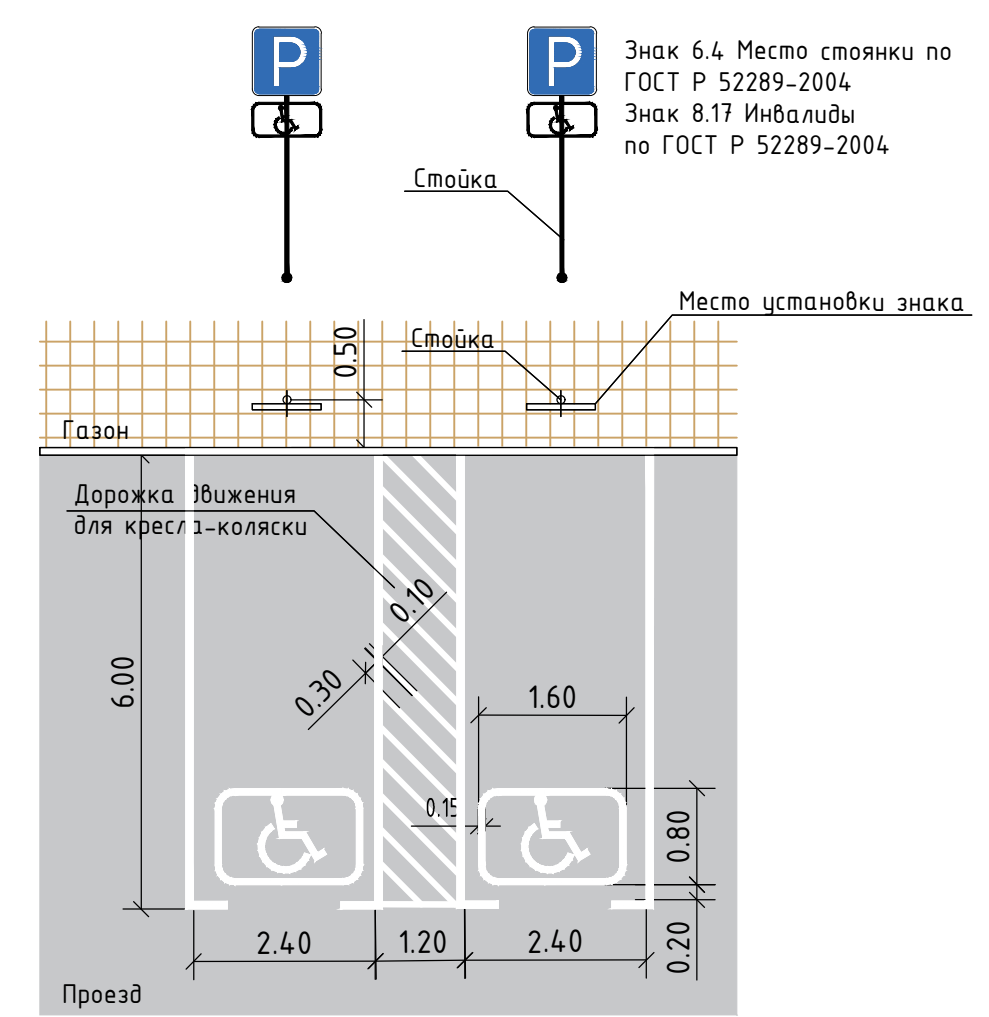 P
P
Знак 6.4 Место стоянки по
ГОСТ Р 52289-2004
Знак 8.17 Инвалиды
по ГОСТ Р 52289-2004
Стойка
Место установки знака
Стойка
0.50
Газон
Дорожка движения
для кресла-коляски
0.10
0.30
6.00
1.60
0.15
0.80
0.20
2.40
1.20
2.40
Проезд